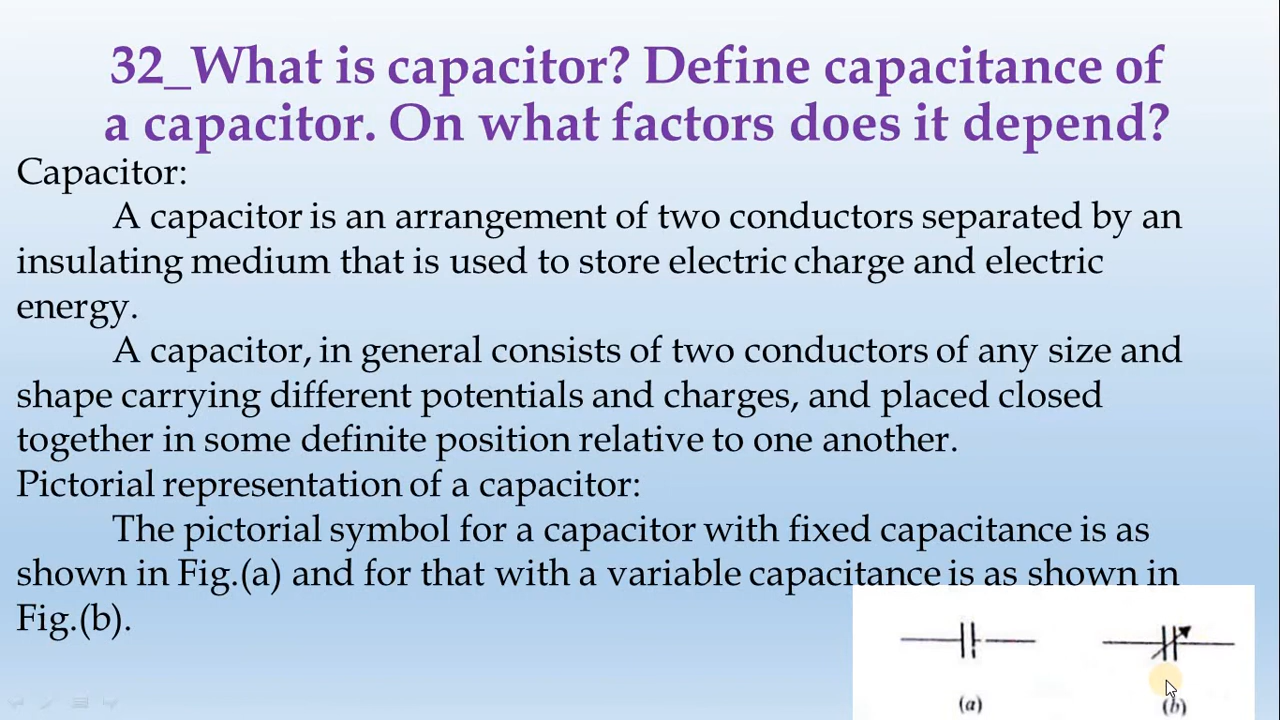 32_What is capacitor? Define capacitance of
a capacitor. On what factors does it depend?
Capacitor:
A capacitor is an arrangement of two conductors separated by an
insulating medium that is used to store electric charge and electric
energy.
A capacitor, in general consists of two conductors of any size and
shape carrying different potentials and charges, and placed closed
together in some definite position relative to one another.
Pictorial representation of a capacitor:
The pictorial symbol for a capacitor with fixed capacitance is as
shown in Fig.(a) and for that with a variable capacitance is as shown in
Fig.(b).
(a) (b)